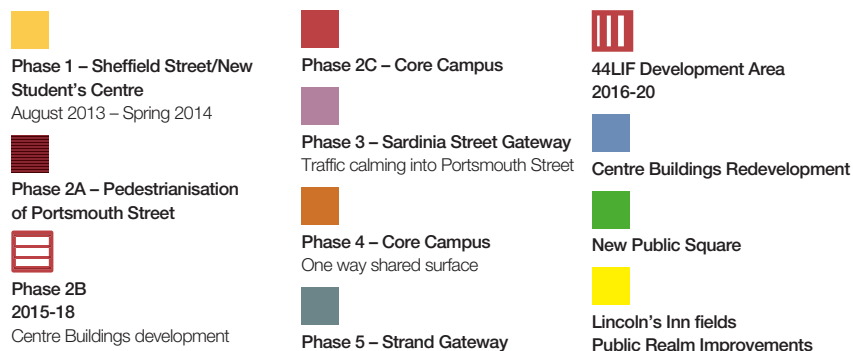 Phase 1 – Sheffield Street/New
Student's Centre
August 2013 – Spring 2014
Phase 2A – Pedestrianisation
of Portsmouth Street
Phase 2B
2015-18
Centre Buildings development
Phase 2C – Core Campus
Phase 3 – Sardinia Street Gateway
Traffic calming into Portsmouth Street
Phase 4 – Core Campus
One way shared surface
Phase 5 – Strand Gateway
44LIF Development Area
2016-20
Centre Buildings Redevelopment
New Public Square
Lincoln's Inn fields
Public Realm Improvements